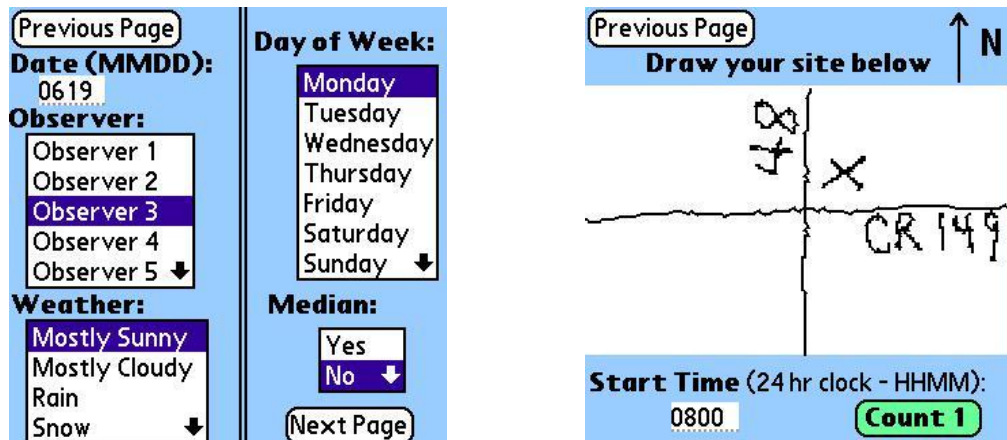 Previous Page
Date (MMDD):
0619
Observer:
Observer 1
Observer 2
Observer 3
Observer 4
Observer 5
Weather:
Mostly Sunny
Mostly Cloudy
Rain
Snow
Day of Week:
Monday
Tuesday
Wednesday
Thursday
Friday
Saturday
Sunday
Median:
Yes
No
Next Page
Previous Page
N
Draw your site below
X
CR 149
Start Time (24 hr clock - HHMM):
0800
Count 1